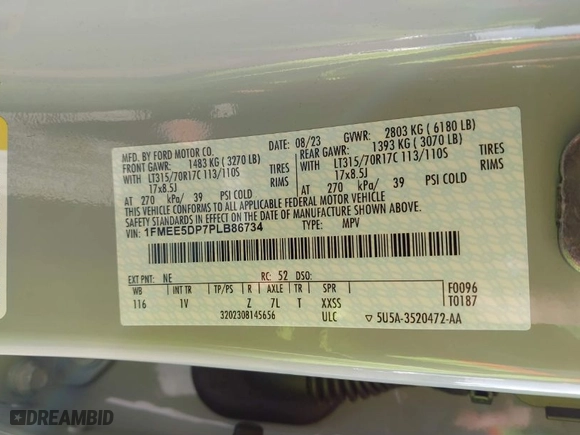 MFD. BY FORD MOTOR CO. DATE: 08/23 GVWR: 2803 KG ( 6180 LB)
FRONT GAWR: 1483 KG ( 3270 LB) REAR GAWR: 1393 KG ( 3070 LB)
WITH LT315/70R17C 113/110S TIRES WITH LT315/70R17C 113/110S TIRES
17x8.5J RIMS 17x8.5J RIMS
AT 270 kPa/ 39 PSI COLD AT 270 kPa/ 39 PSI COLD
THIS VEHICLE CONFORMS TO ALL APPLICABLE FEDERAL MOTOR VEHICLE
SAFETY STANDARDS IN EFFECT ON THE DATE OF MANUFACTURE SHOWN ABOVE.
VIN: 1FMEE5DP7PLB86734 TYPE: MPV
EXT PNT: NE RC: 52 DSO:
WB INT TR TP/PS R AXLE TR SPR F0096
116 1V Z 7L T XXSS T0187
3202308145656 ULC ▽ 5U5A-3520472-AA
DREAMBID